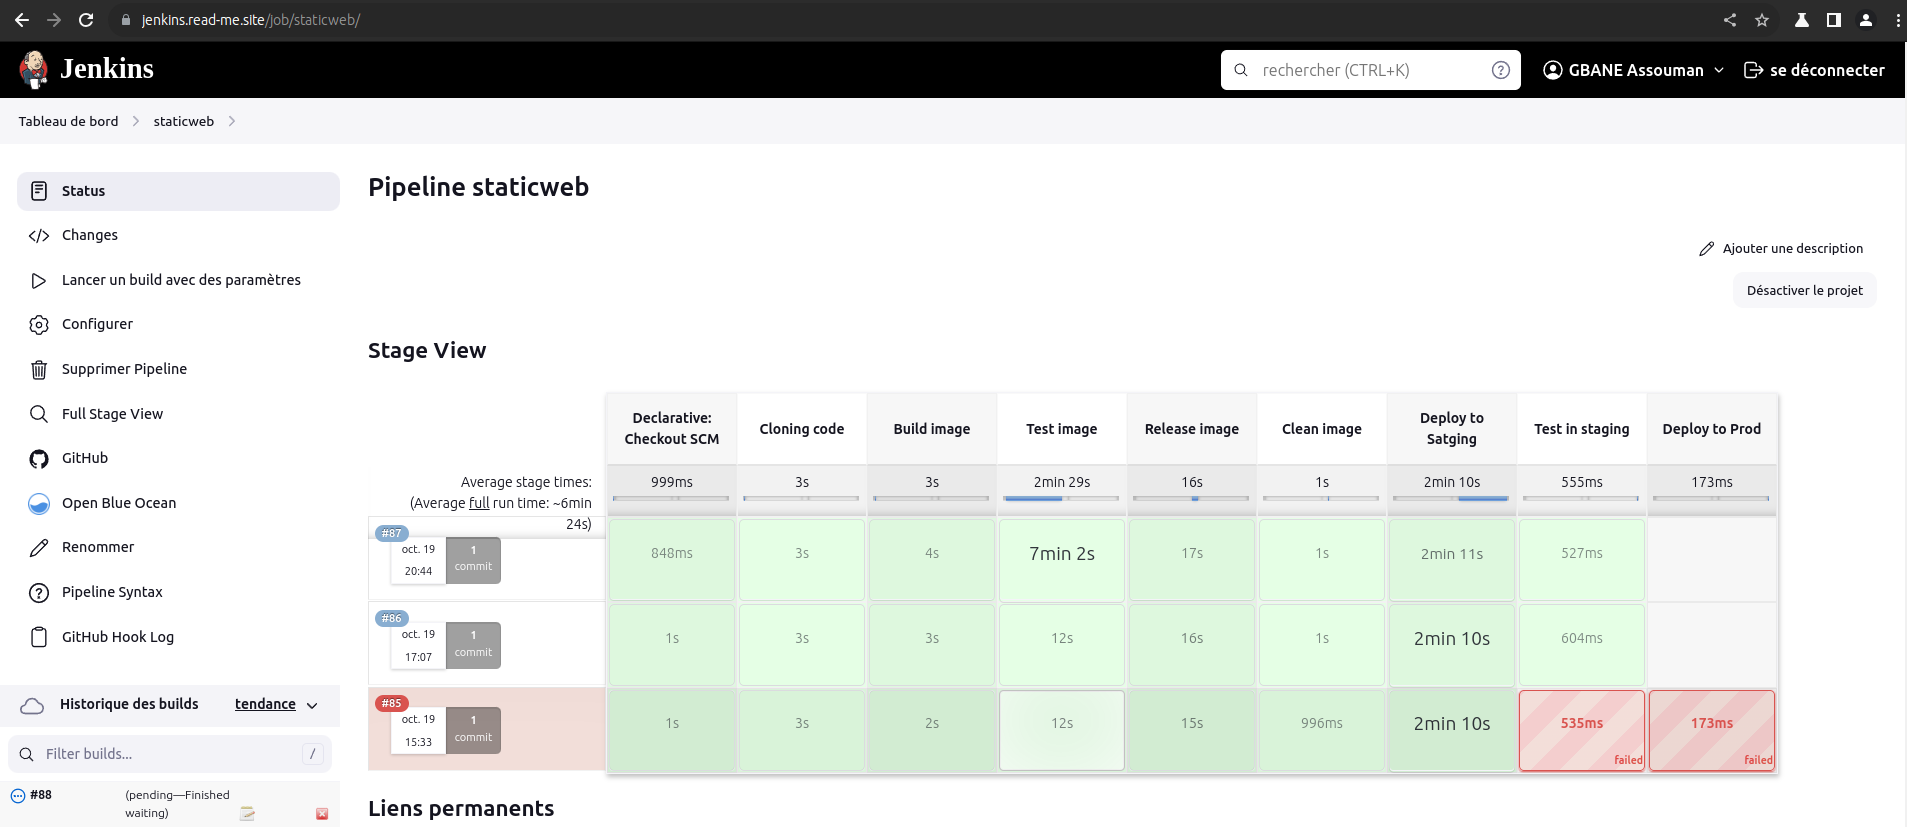 jenkins.read-me.site/job/staticweb/
Jenkins
rechercher (CTRL+K)
?
GBANE Assouman
se déconnecter
Tableau de bord
staticweb
Status
Changes
Lancer un build avec des paramètres
Configurer
Supprimer Pipeline
Full Stage View
GitHub
Open Blue Ocean
Renommer
Pipeline Syntax
GitHub Hook Log
Historique des builds
tendance
Filter builds...
/
#88
(pending—Finished
waiting)
Pipeline staticweb
Ajouter une description
Désactiver le projet
Stage View
Declarative:
Checkout SCM
Cloning code
Build image
Test image
Release image
Clean image
Deploy to
Satging
Test in staging
Deploy to Prod
Average stage times:
(Average full run time: ~6min
24s)
999ms
3s
3s
2min 29s
16s
1s
2min 10s
555ms
173ms
#87
oct. 19
20:44
1
commit
848ms
3s
4s
7min 2s
17s
1s
2min 11s
527ms
#86
oct. 19
17:07
1
commit
1s
3s
3s
12s
16s
1s
2min 10s
604ms
#85
oct. 19
15:33
1
commit
1s
3s
2s
12s
15s
996ms
2min 10s
535ms
failed
173ms
failed
Liens permanents